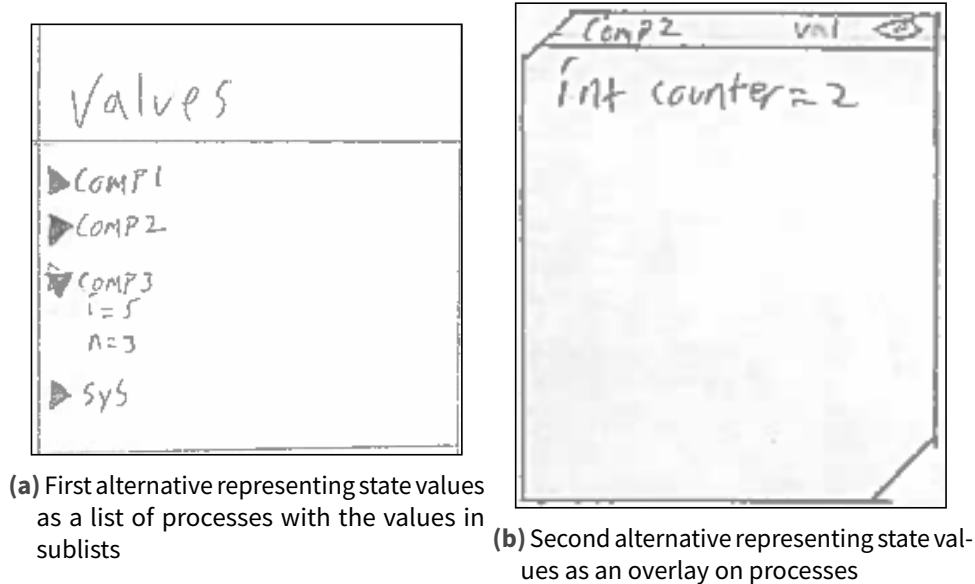 Values
COMP1
COMP2
COMP3
i=5
n=3
SyS
(a) First alternative representing state values
as a list of processes with the values in
sublists
Comp2 val
int counter=2
(b) Second alternative representing state val-
ues as an overlay on processes